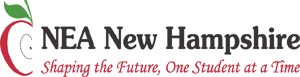 NEA New Hampshire
Shaping the Future, One Student at a Time